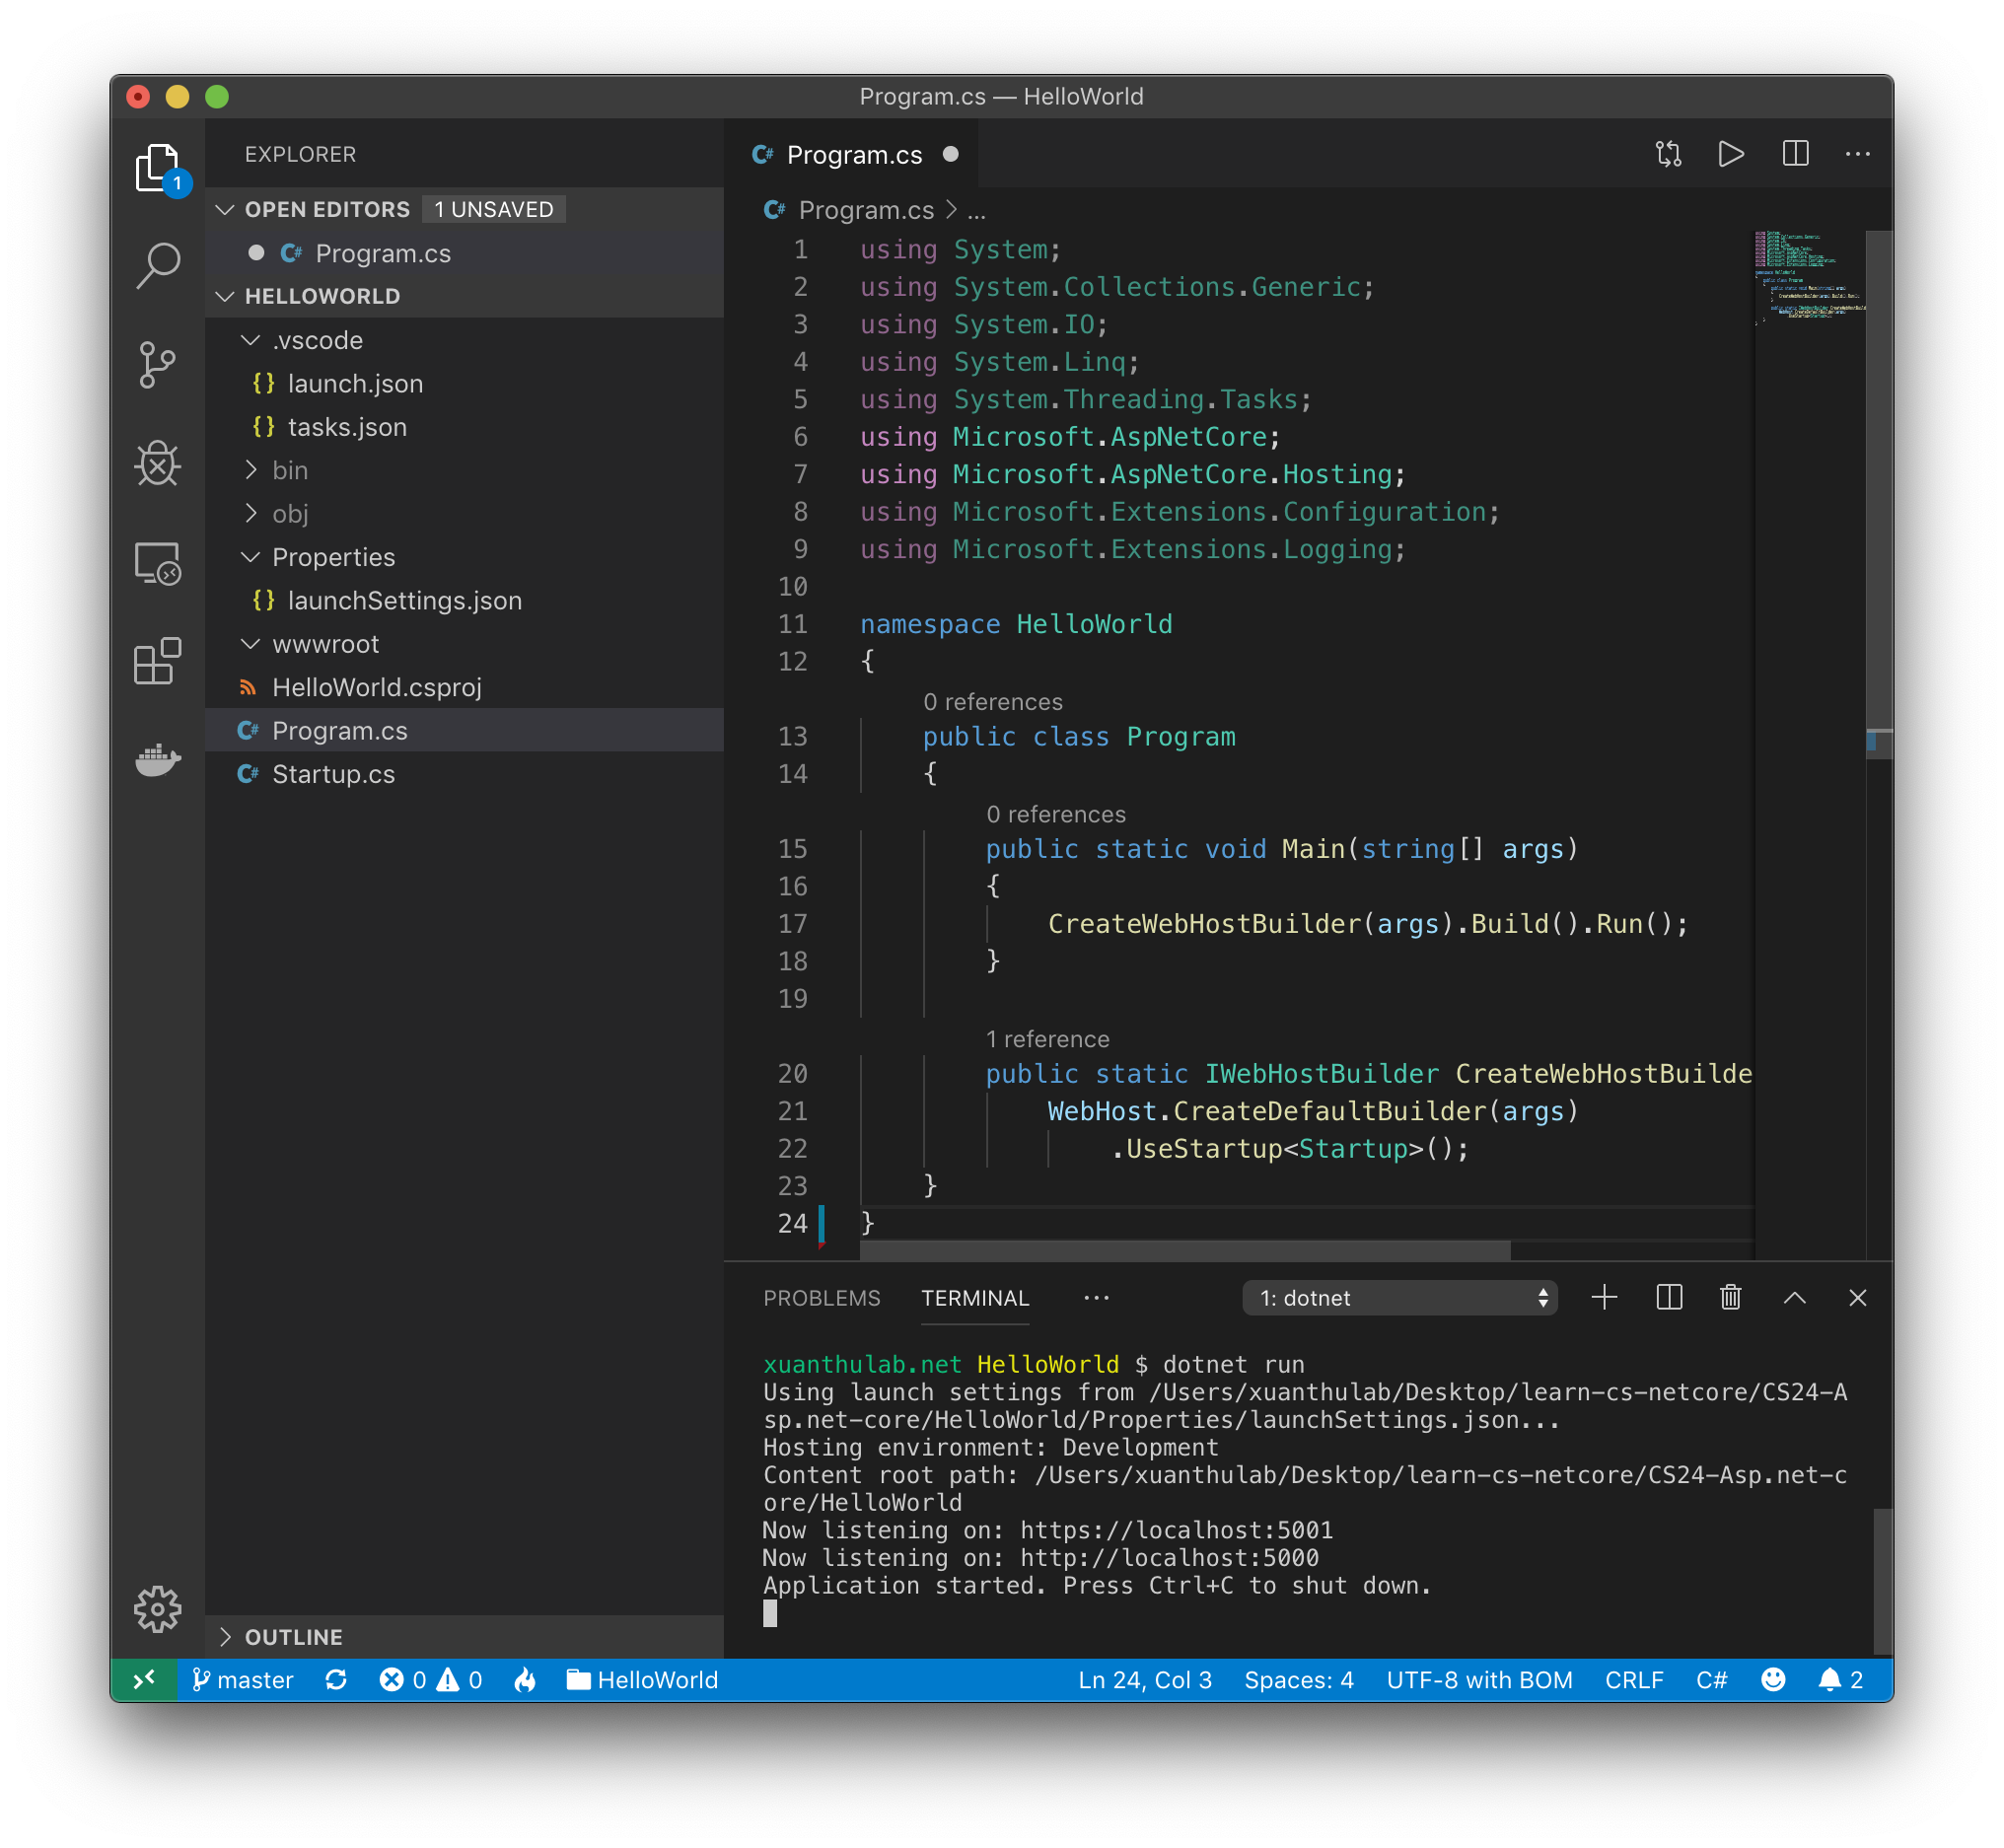 Program.cs — HelloWorld
EXPLORER
1
OPEN EDITORS 1 UNSAVED
C# Program.cs
HELLOWORLD
.vscode
{} launch.json
{} tasks.json
bin
obj
Properties
{} launchSettings.json
wwwroot
HelloWorld.csproj
C# Program.cs
C# Startup.cs
OUTLINE
C# Program.cs
C# Program.cs > ...
1 using System;
2 using System.Collections.Generic;
3 using System.IO;
4 using System.Linq;
5 using System.Threading.Tasks;
6 using Microsoft.AspNetCore;
7 using Microsoft.AspNetCore.Hosting;
8 using Microsoft.Extensions.Configuration;
9 using Microsoft.Extensions.Logging;
10
11 namespace HelloWorld
12 {
0 references
13 public class Program
14 {
0 references
15 public static void Main(string[] args)
16 {
17 CreateWebHostBuilder(args).Build().Run();
18 }
19
1 reference
20 public static IWebHostBuilder CreateWebHostBuilde
21 WebHost.CreateDefaultBuilder(args)
22 .UseStartup<Startup>();
23 }
24 }
PROBLEMS TERMINAL ... 1: dotnet
xuanthulab.net HelloWorld $ dotnet run
Using launch settings from /Users/xuanthulab/Desktop/learn-cs-netcore/CS24-A
sp.net-core/HelloWorld/Properties/launchSettings.json...
Hosting environment: Development
Content root path: /Users/xuanthulab/Desktop/learn-cs-netcore/CS24-Asp.net-c
ore/HelloWorld
Now listening on: https://localhost:5001
Now listening on: http://localhost:5000
Application started. Press Ctrl+C to shut down.
master 0 0 HelloWorld Ln 24, Col 3 Spaces: 4 UTF-8 with BOM CRLF C# 2